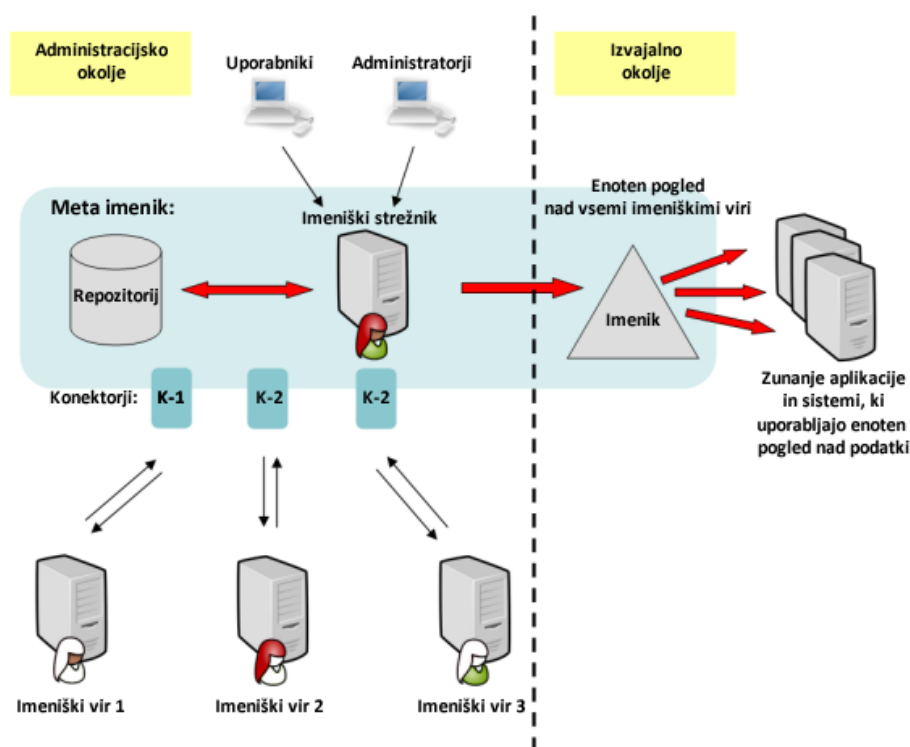 Administracijsko
okolje
Uporabniki
Administratorji
Izvajalno
okolje
Meta imenik:
Imeniški strežnik
Enoten pogled
nad vsemi imeniškimi viri
Repozitorij
Imenik
Konektorji:
K-1
K-2
K-2
Zunanje aplikacije
in sistemi, ki
uporabljajo enoten
pogled nad podatki
Imeniški vir 1
Imeniški vir 2
Imeniški vir 3